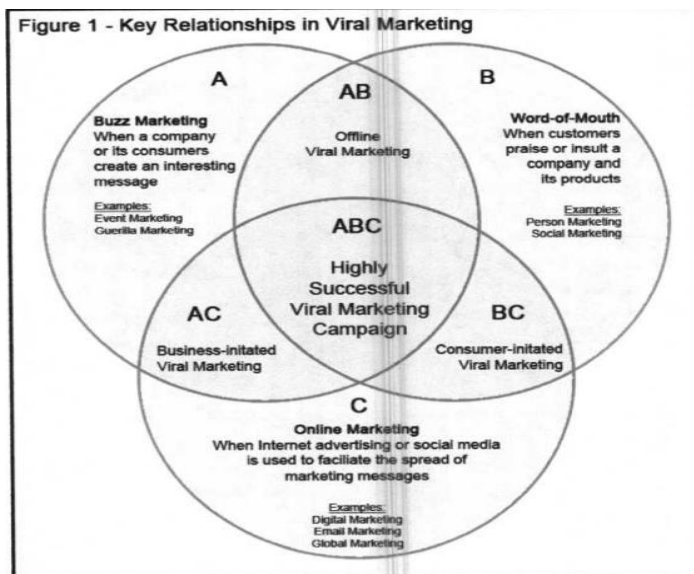 Figure 1 - Key Relationships in Viral Marketing
A
Buzz Marketing
When a company
or its consumers
create an interesting
message
Examples:
Event Marketing
Guerilla Marketing
AB
Offline
Viral Marketing
B
Word-of-Mouth
When customers
praise or insult a
company and
its products
Examples:
Person Marketing
Social Marketing
ABC
Highly
Successful
Viral Marketing
Campaign
AC
Business-initated
Viral Marketing
BC
Consumer-initated
Viral Marketing
C
Online Marketing
When Internet advertising or social media
is used to faciliate the spread of
marketing messages
Examples:
Digital Marketing
Email Marketing
Global Marketing